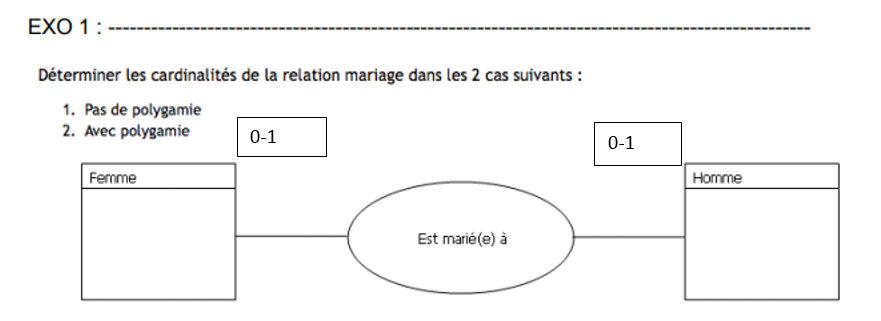 EXO 1 : ------------------------------------------------------------------------------------------------
Déterminer les cardinalités de la relation mariage dans les 2 cas suivants :
1. Pas de polygamie
2. Avec polygamie
0-1
0-1
Femme
Homme
Est marié(e) à